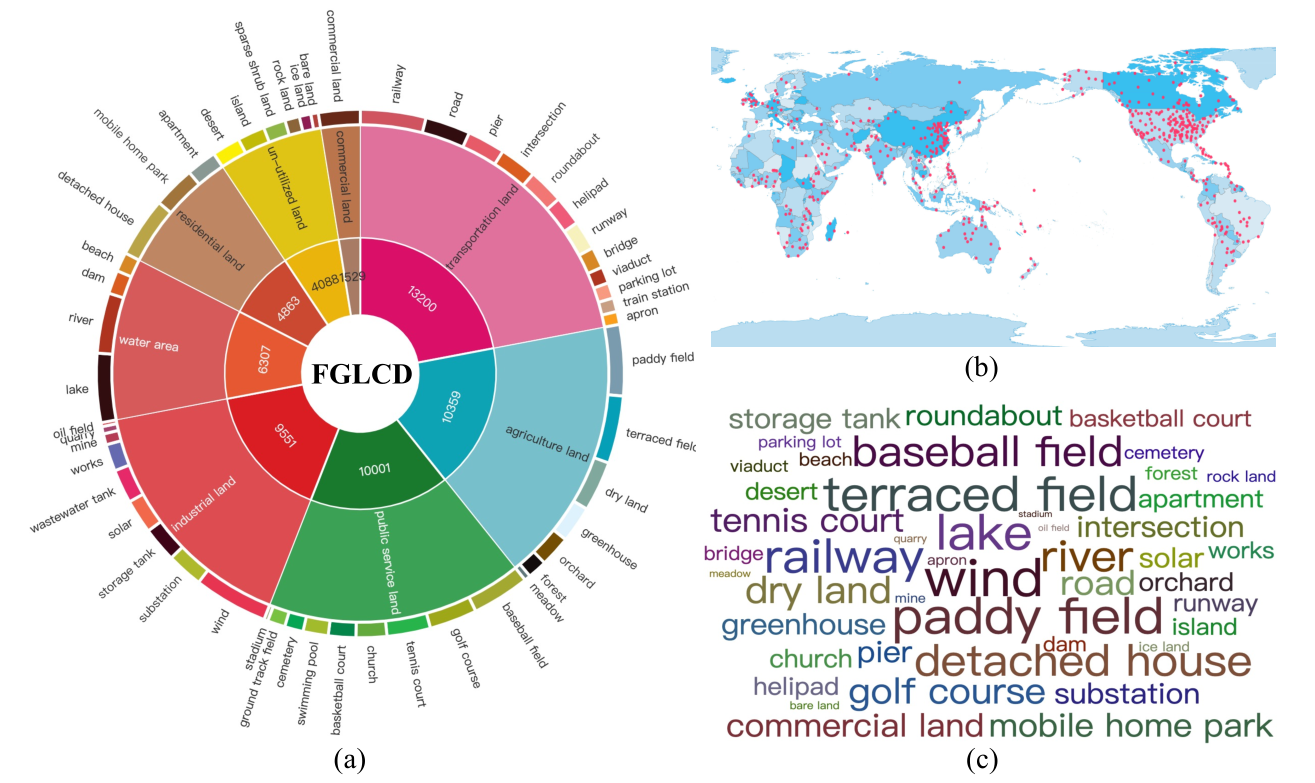 commercial land
railway
road
pier
intersection
roundabout
helipad
runway
bridge
viaduct
parking lot
train station
apron
paddy field
terraced field
dry land
greenhouse
orchard
forest
meadow
baseball field
golf course
tennis court
church
basketball court
swimming pool
cemetery
ground track field
stadium
wind
substation
storage tank
solar
wastewater tank
works
mine
quarry
oil field
lake
river
dam
beach
detached house
mobile home park
apartment
desert
island
sparse shrub land
rock land
ice land
bare land
transportation land
agriculture land
public service land
industrial land
water area
residential land
un-utilized land
commercial land
13200
10359
10001
9551
6307
4863
4088
1529
FGLCD
(a)
(b)
storage tank roundabout basketball court
parking lot baseball field cemetery
viaduct beach forest rock land
desert terraced field apartment
tennis court lake stadium oil field intersection
quarry
bridge railway apron river solar works
meadow dry land mine wind road orchard
greenhouse paddy field runway
island
church pier dam ice land
detached house
helipad golf course substation
bare land
commercial land mobile home park
(c)